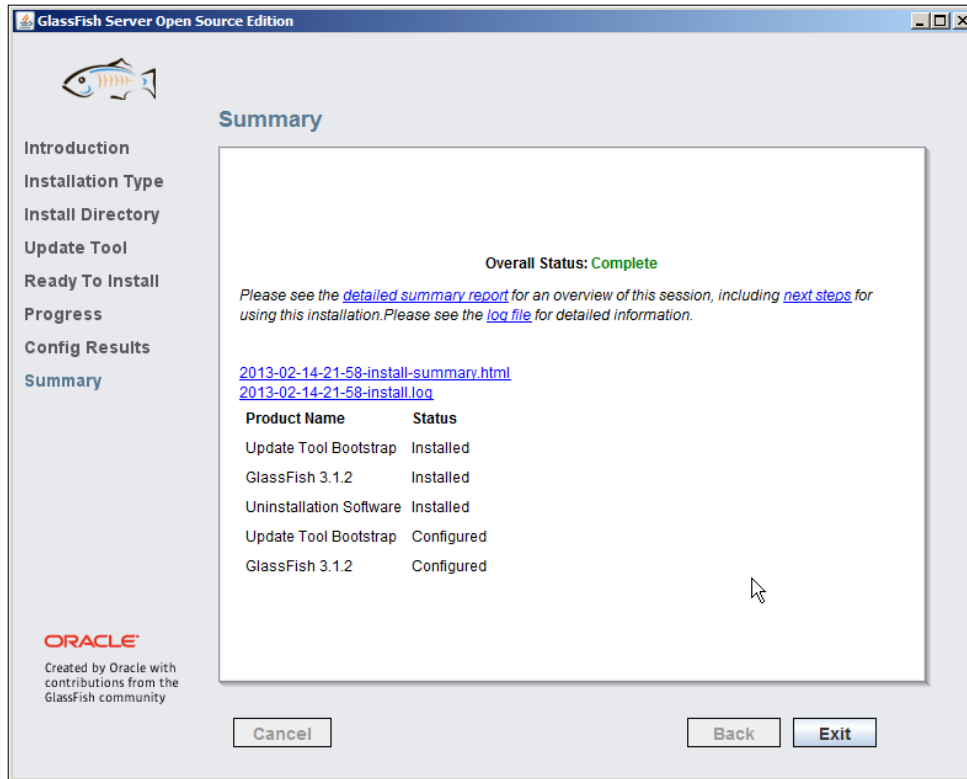 GlassFish Server Open Source Edition
Summary
Introduction
Installation Type
Install Directory
Update Tool
Ready To Install
Progress
Config Results
Summary
Overall Status: Complete
Please see the detailed summary report for an overview of this session, including next steps for
using this installation.Please see the log file for detailed information.
2013-02-14-21-58-install-summary.html
2013-02-14-21-58-install.log
Product Name Status
Update Tool Bootstrap Installed
GlassFish 3.1.2 Installed
Uninstallation Software Installed
Update Tool Bootstrap Configured
GlassFish 3.1.2 Configured
ORACLE
Created by Oracle with
contributions from the
GlassFish community
Cancel Back Exit